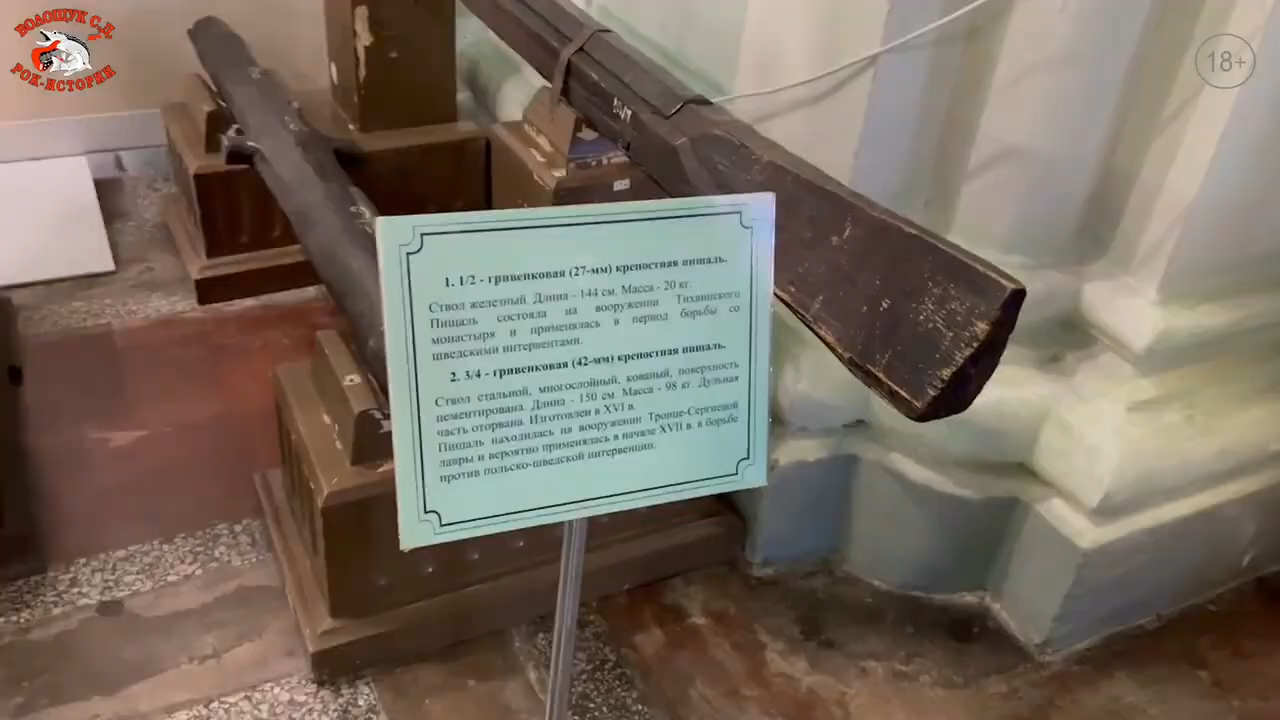 ВОЛОЩУК С.Д.
РОК-ИСТОРИИ
18+
1. 1/2 - гривенковая (27-мм) крепостная пищаль.
Ствол железный. Длина - 144 см. Масса - 20 кг.
Пищаль состояла на вооружении Тихвинского
монастыря и применялась в период борьбы со
шведскими интервентами.
2. 3/4 - гривенковая (42-мм) крепостная пищаль.
Ствол стальной, многослойный, кованый, поверхность
цементирована. Длина - 150 см. Масса - 98 кг. Дульная
часть оторвана. Изготовлен в XVI в.
Пищаль находилась на вооружении Троице-Сергиевой
лавры и вероятно применялась в начале XVII в. в борьбе
против польско-шведской интервенции.